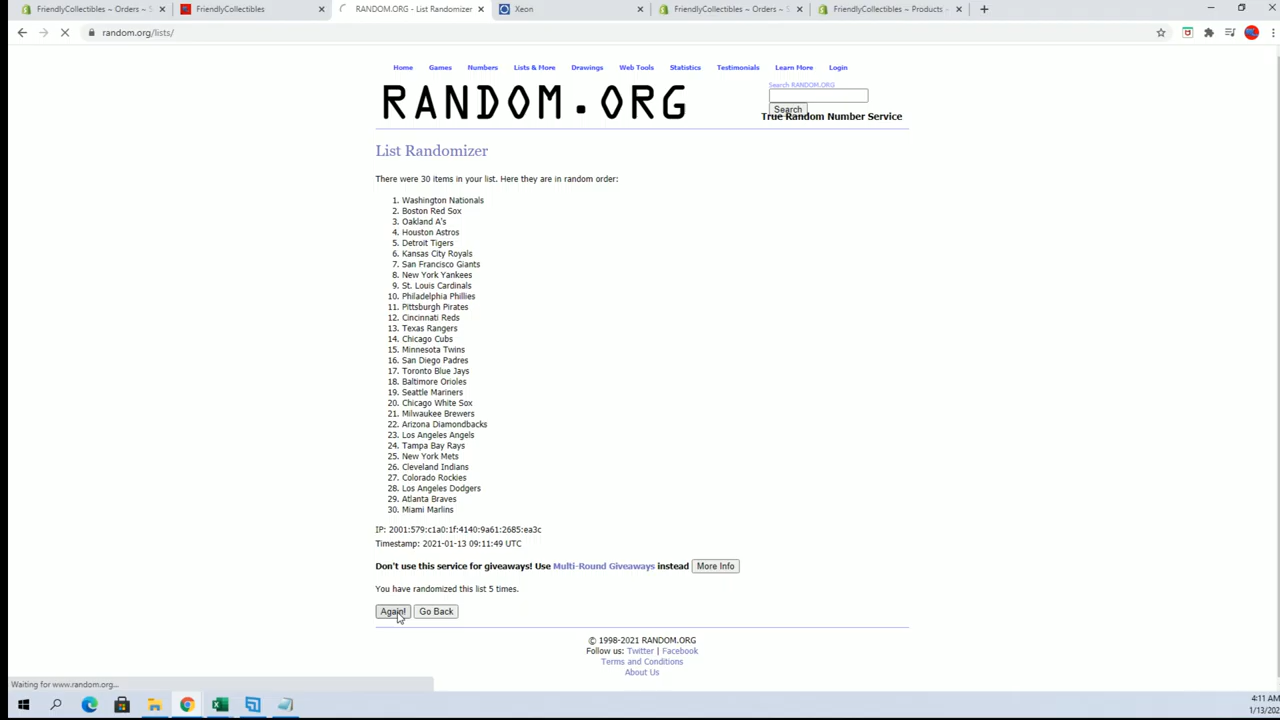 FriendlyCollectibles ~ Orders ~ S
FriendlyCollectibles
RANDOM.ORG - List Randomizer
Xeon
FriendlyCollectibles ~ Orders ~ S
FriendlyCollectibles ~ Products ~
random.org/lists/
Home Games Numbers Lists & More Drawings Web Tools Statistics Testimonials Learn More Login
Search RANDOM.ORG
RANDOM.ORG
Search
True Random Number Service
List Randomizer
There were 30 items in your list. Here they are in random order:
1. Washington Nationals
2. Boston Red Sox
3. Oakland A's
4. Houston Astros
5. Detroit Tigers
6. Kansas City Royals
7. San Francisco Giants
8. New York Yankees
9. St. Louis Cardinals
10. Philadelphia Phillies
11. Pittsburgh Pirates
12. Cincinnati Reds
13. Texas Rangers
14. Chicago Cubs
15. Minnesota Twins
16. San Diego Padres
17. Toronto Blue Jays
18. Baltimore Orioles
19. Seattle Mariners
20. Chicago White Sox
21. Milwaukee Brewers
22. Arizona Diamondbacks
23. Los Angeles Angels
24. Tampa Bay Rays
25. New York Mets
26. Cleveland Indians
27. Colorado Rockies
28. Los Angeles Dodgers
29. Atlanta Braves
30. Miami Marlins
IP: 2001:579:c1a0:1f:4140:9a61:2685:ea3c
Timestamp: 2021-01-13 09:11:49 UTC
Don't use this service for giveaways! Use Multi-Round Giveaways instead More Info
You have randomized this list 5 times.
Again! Go Back
© 1998-2021 RANDOM.ORG
Follow us: Twitter | Facebook
Terms and Conditions
About Us
Waiting for www.random.org...
4:11 AM
1/13/202